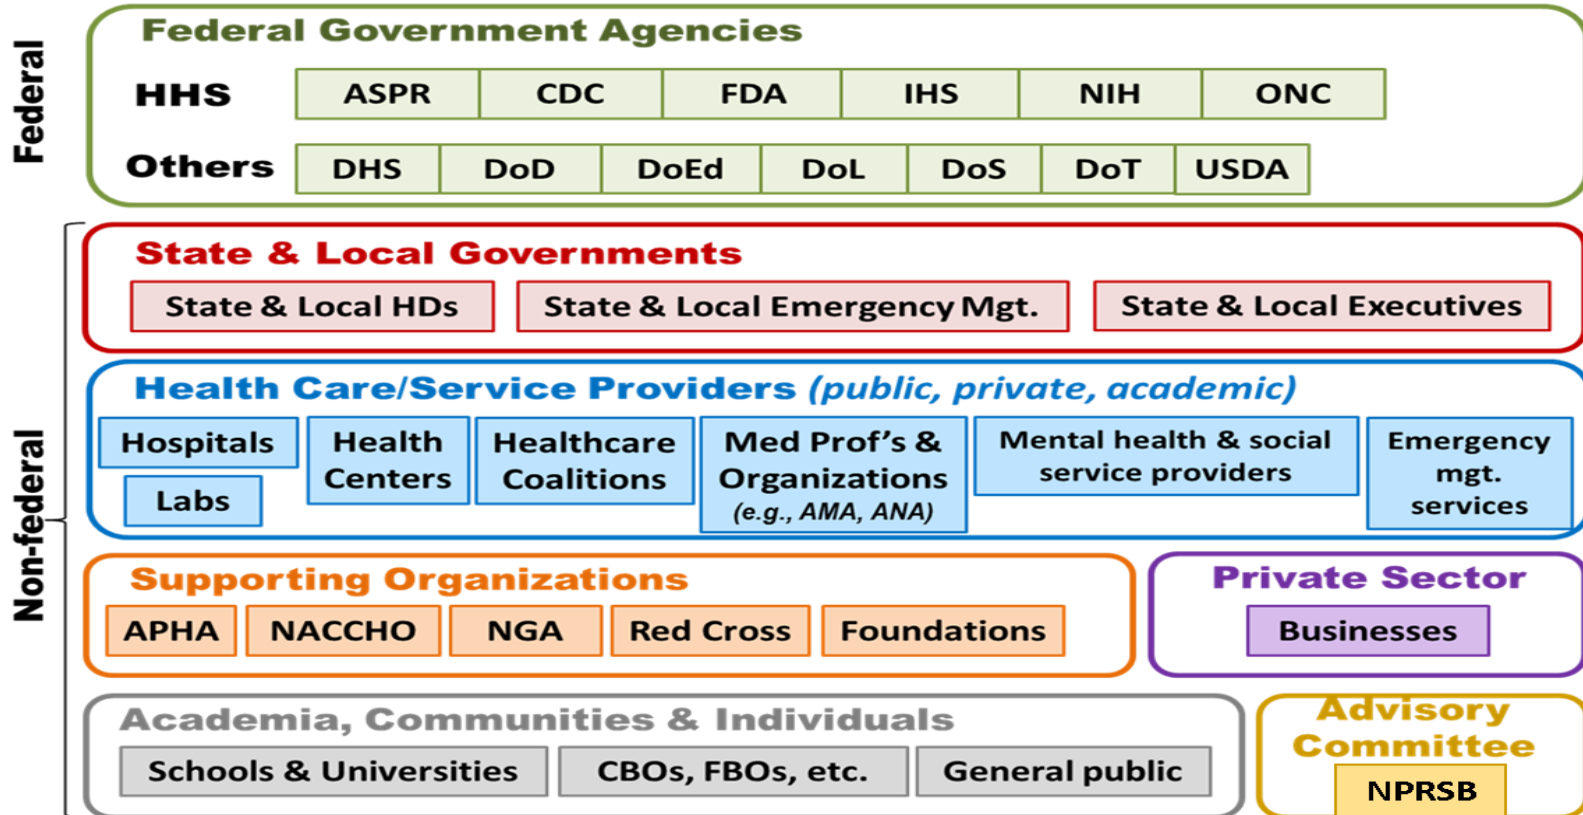 Federal
Federal Government Agencies
HHS
ASPR
CDC
FDA
IHS
NIH
ONC
Others
DHS
DoD
DoEd
DoL
DoS
DoT
USDA
Non-federal
State & Local Governments
State & Local HDs
State & Local Emergency Mgt.
State & Local Executives
Health Care/Service Providers (public, private, academic)
Hospitals
Labs
Health
Centers
Healthcare
Coalitions
Med Prof's &
Organizations
(e.g., AMA, ANA)
Mental health & social
service providers
Emergency
mgt.
services
Supporting Organizations
APHA
NACCHO
NGA
Red Cross
Foundations
Private Sector
Businesses
Academia, Communities & Individuals
Schools & Universities
CBOs, FBOs, etc.
General public
Advisory
Committee
NPRSB